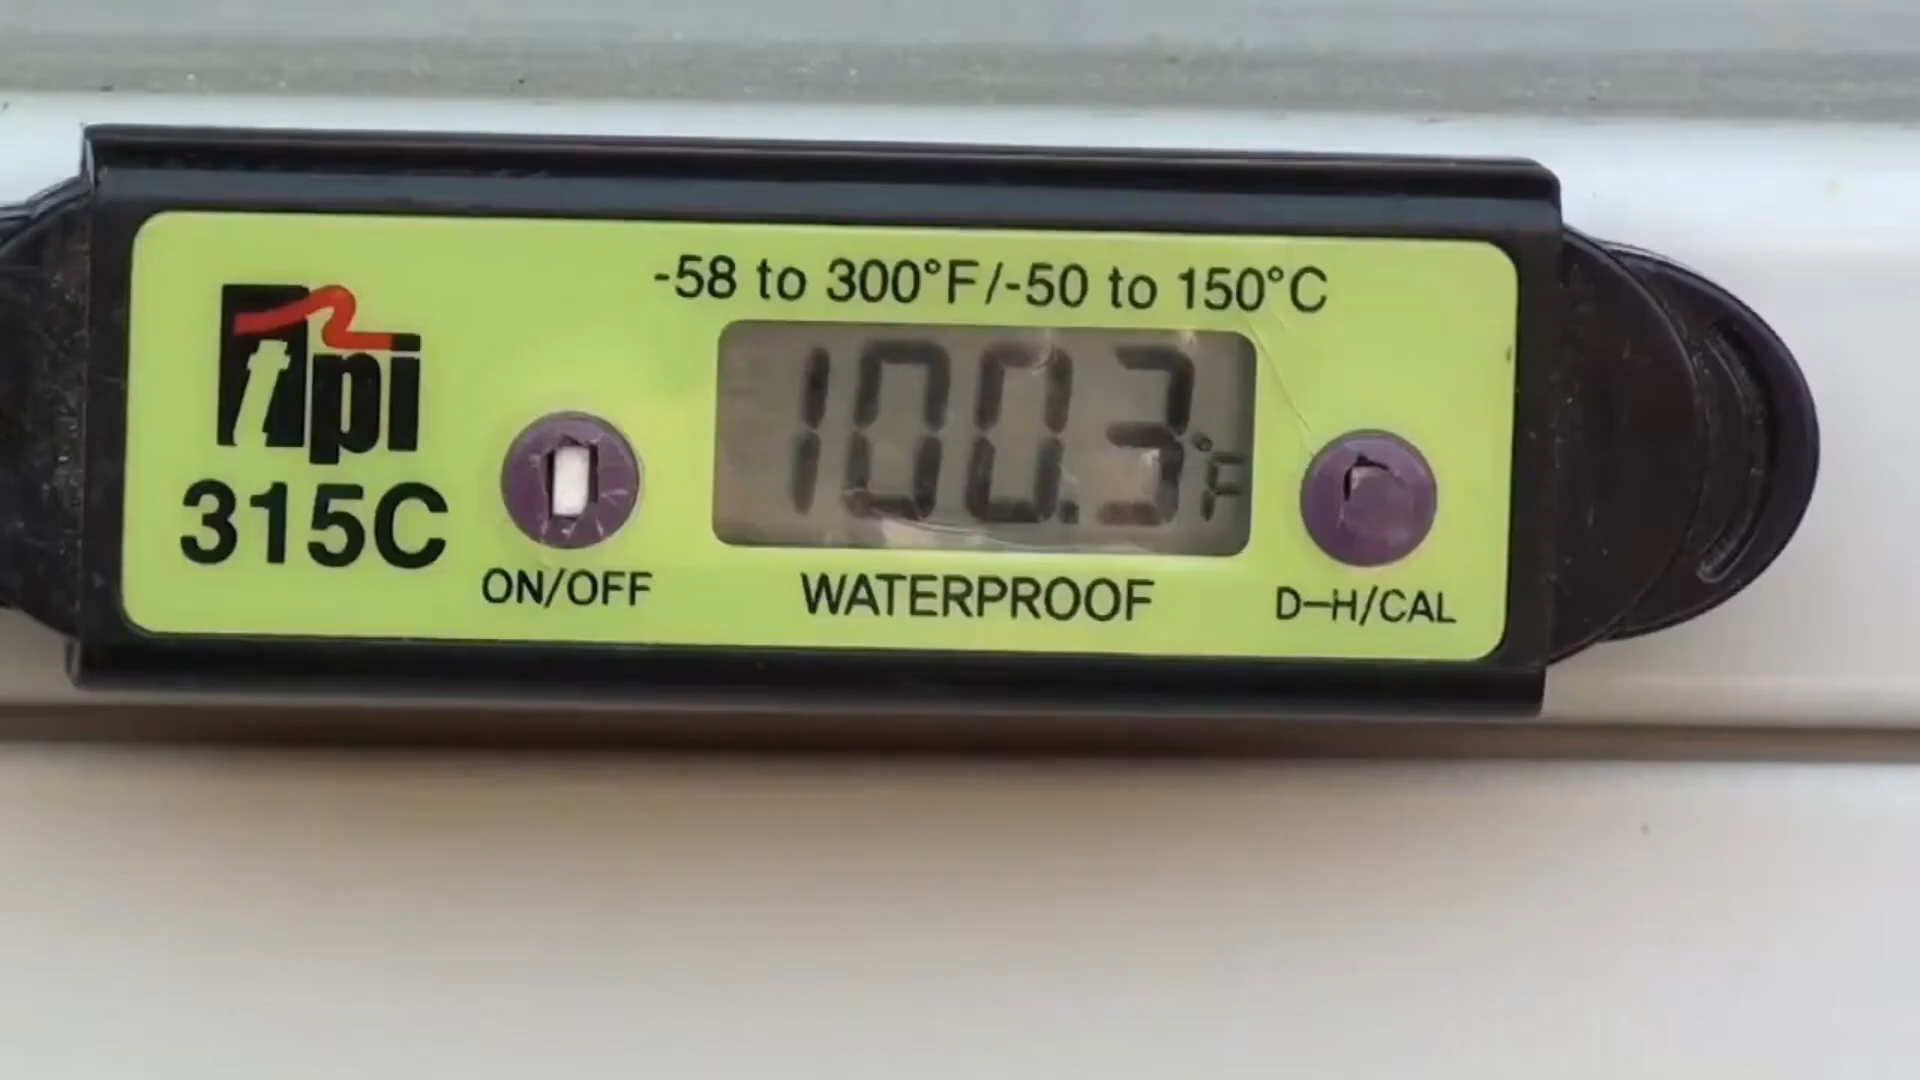 -58 to 300°F/-50 to 150°C
TPI
315C
100.3°F
ON/OFF
WATERPROOF
D-H/CAL